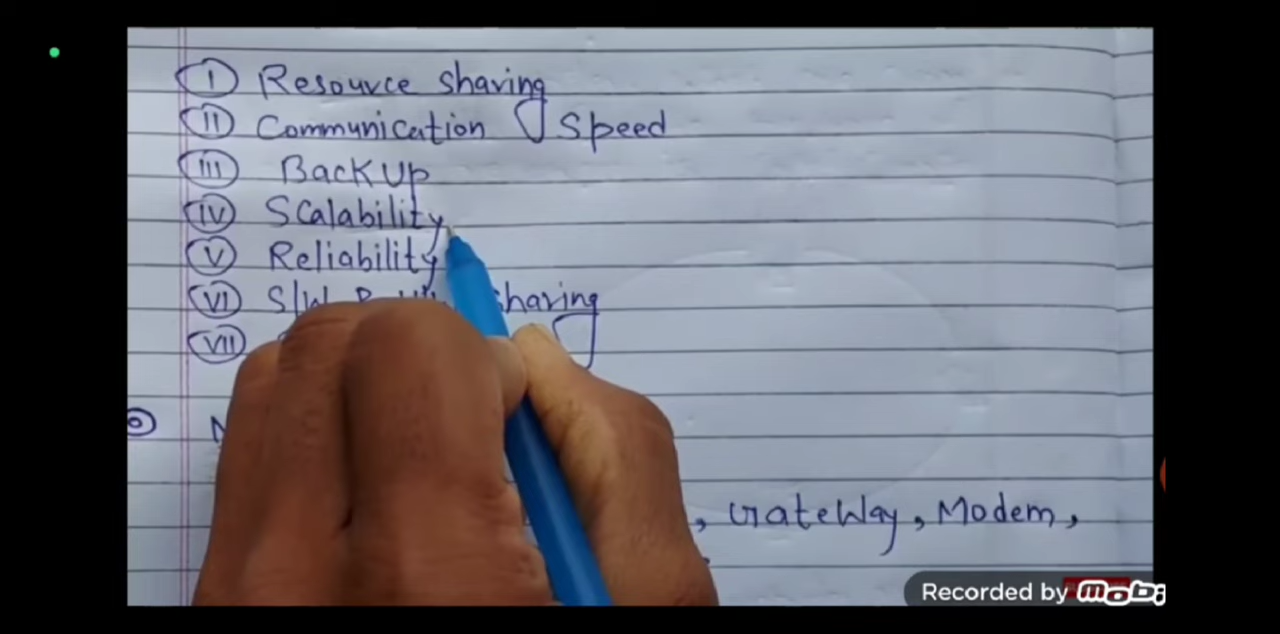 (I) Resource Sharing
(II) Communication Speed
(III) Backup
(IV) Scalability
(V) Reliability
(VI) S/W Sharing
(VII)
, GateWay, Modem,
Recorded by